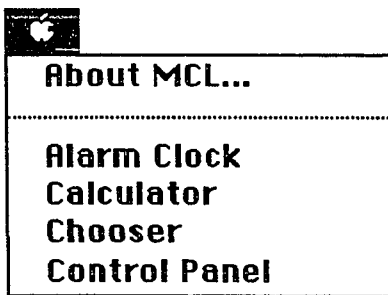 About MCL...
Alarm Clock
Calculator
Chooser
Control Panel